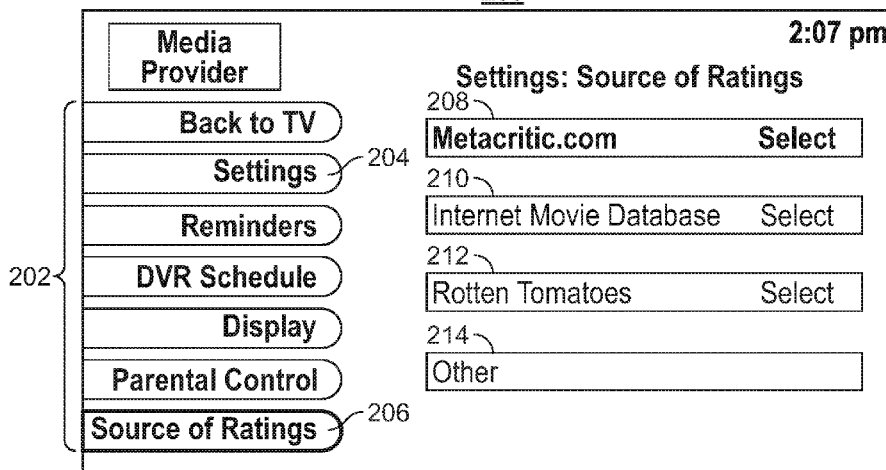 2:07 pm
Media
Provider
Settings: Source of Ratings
202
Back to TV
Settings
204
Reminders
DVR Schedule
Display
Parental Control
Source of Ratings
206
208
Metacritic.com Select
210
Internet Movie Database Select
212
Rotten Tomatoes Select
214
Other